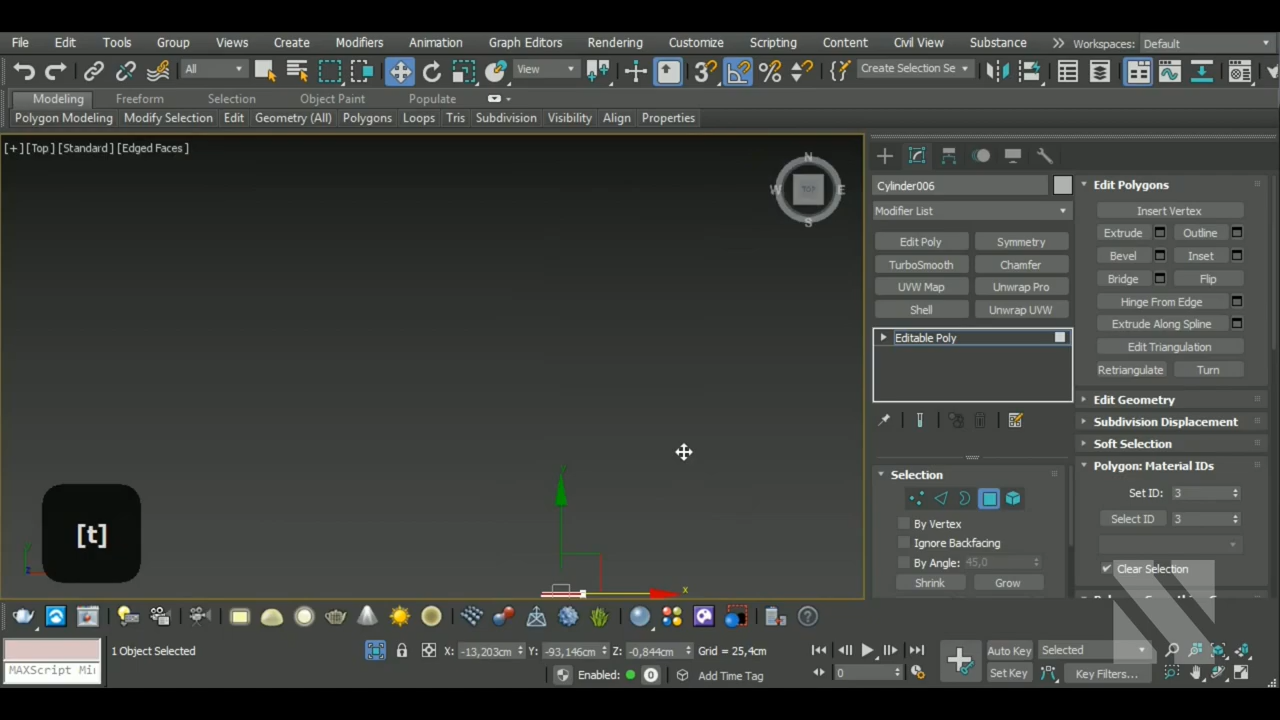 File Edit Tools Group Views Create Modifiers Animation Graph Editors Rendering Customize Scripting Content Civil View Substance Workspaces: Default
All View Create Selection Se
Modeling Freeform Selection Object Paint Populate
Polygon Modeling Modify Selection Edit Geometry (All) Polygons Loops Tris Subdivision Visibility Align Properties
[+] [Top] [Standard] [Edged Faces]
N
W TOP E
S
y
x
[t]
Cylinder006
Modifier List
Edit Poly Symmetry
TurboSmooth Chamfer
UVW Map Unwrap Pro
Shell Unwrap UVW
Editable Poly
Selection
By Vertex
Ignore Backfacing
By Angle: 45,0
Shrink Grow
Edit Polygons
Insert Vertex
Extrude Outline
Bevel Inset
Bridge Flip
Hinge From Edge
Extrude Along Spline
Edit Triangulation
Retriangulate Turn
Edit Geometry
Subdivision Displacement
Soft Selection
Polygon: Material IDs
Set ID: 3
Select ID 3
Clear Selection
MAXScript Mi
1 Object Selected
X: -13,203cm Y: -93,146cm Z: -0,844cm Grid = 25,4cm
Enabled: 0 Add Time Tag
0
Auto Key Selected
Set Key Key Filters...